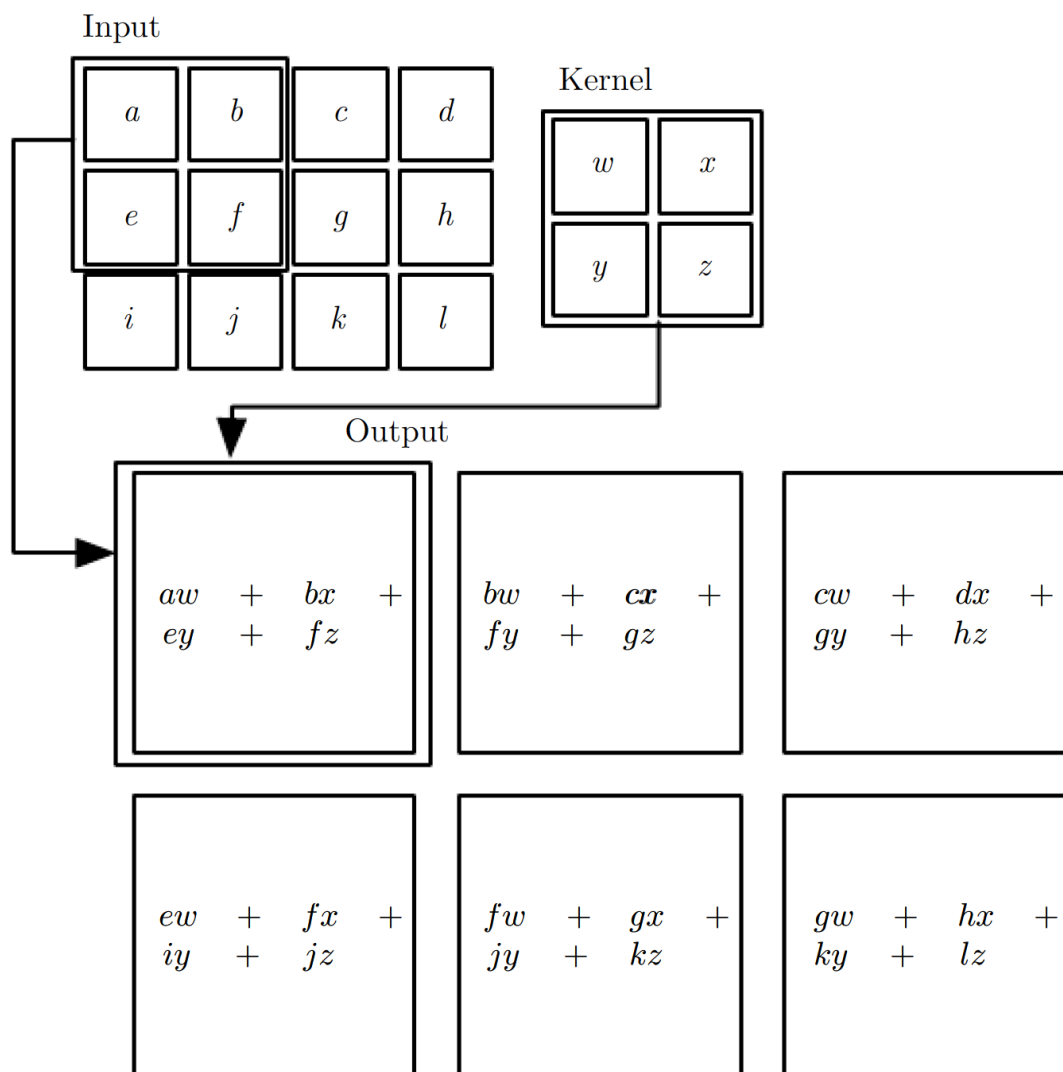 Input
Kernel
a b c d
w x
e f g h
y z
i j k l
Output
aw + bx + bw + cx + cw + dx +
ey + fz fy + gz gy + hz
ew + fx + fw + gx + gw + hx +
iy + jz jy + kz ky + lz